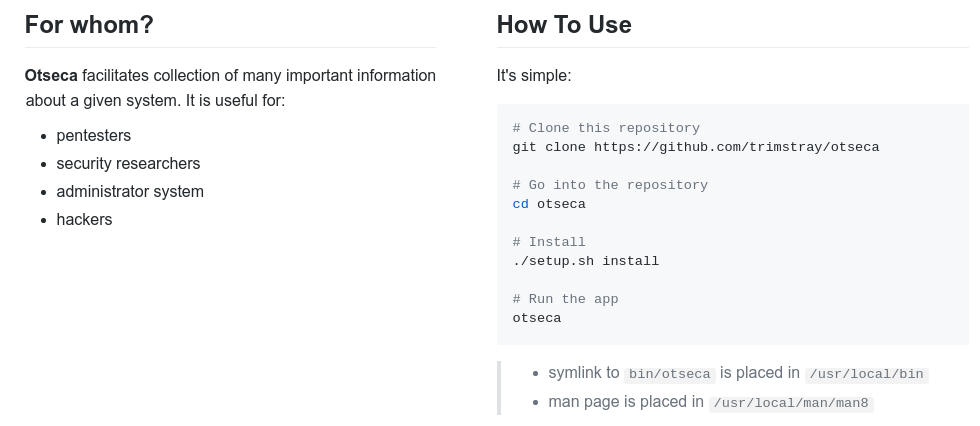 For whom?
Otseca facilitates collection of many important information
about a given system. It is useful for:
pentesters
security researchers
administrator system
hackers
How To Use
It's simple:
# Clone this repository
git clone https://github.com/trimstray/otseca
# Go into the repository
cd otseca
# Install
./setup.sh install
# Run the app
otseca
symlink to bin/otseca is placed in /usr/local/bin
man page is placed in /usr/local/man/man8